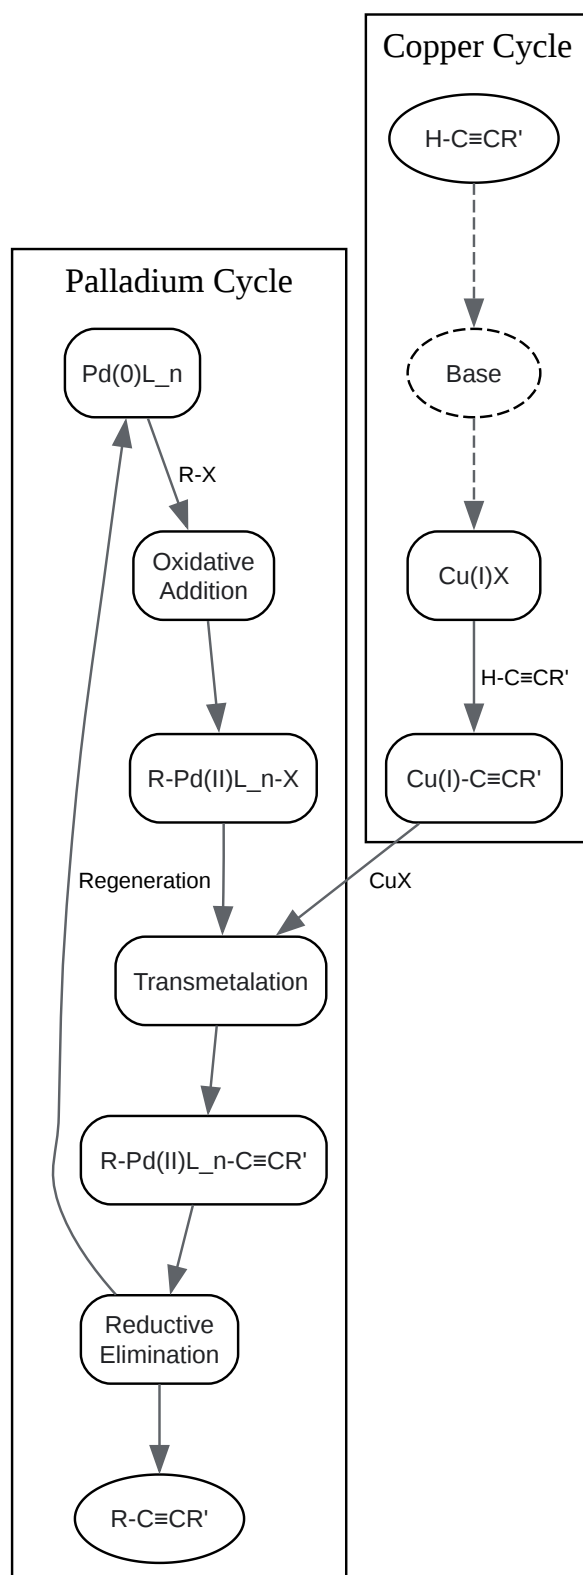 Copper Cycle
H-C≡CR'
Base
Cu(I)X
H-C≡CR'
Cu(I)-C≡CR'
CuX
Palladium Cycle
Pd(0)L_n
R-X
Oxidative
Addition
R-Pd(II)L_n-X
Regeneration
Transmetalation
R-Pd(II)L_n-C≡CR'
Reductive
Elimination
R-C≡CR'